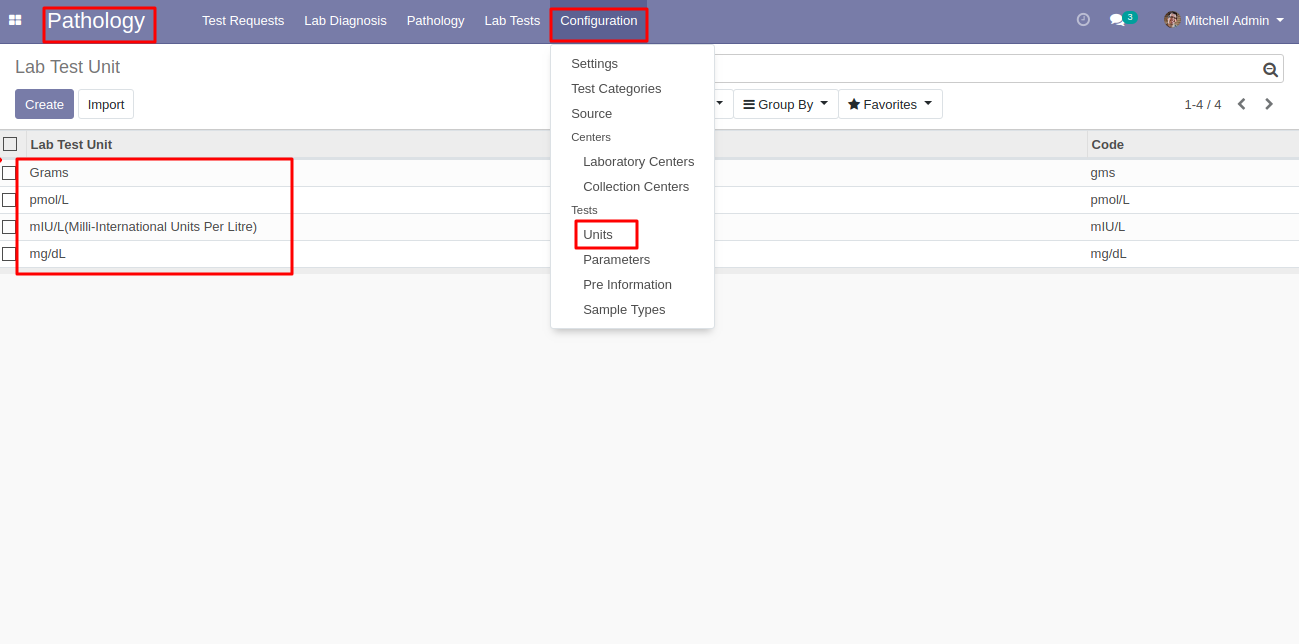 Pathology Test Requests Lab Diagnosis Pathology Lab Tests Configuration 3 Mitchell Admin
Lab Test Unit
Create Import Group By Favorites 1-4 / 4
Settings
Test Categories
Source
Centers
Laboratory Centers
Collection Centers
Tests
Units
Parameters
Pre Information
Sample Types
Lab Test Unit Code
Grams gms
pmol/L pmol/L
mIU/L(Milli-International Units Per Litre) mIU/L
mg/dL mg/dL